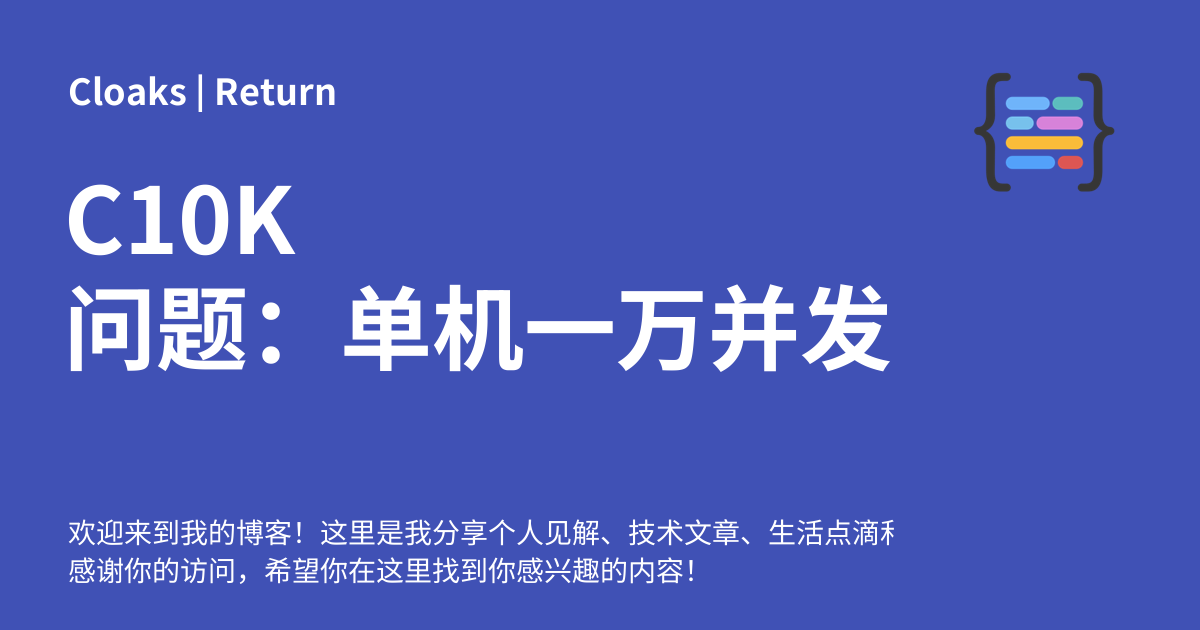 Cloaks | Return
C10K
问题：单机一万并发
欢迎来到我的博客！这里是我分享个人见解、技术文章、生活点滴
感谢你的访问，希望你在这里找到你感兴趣的内容！